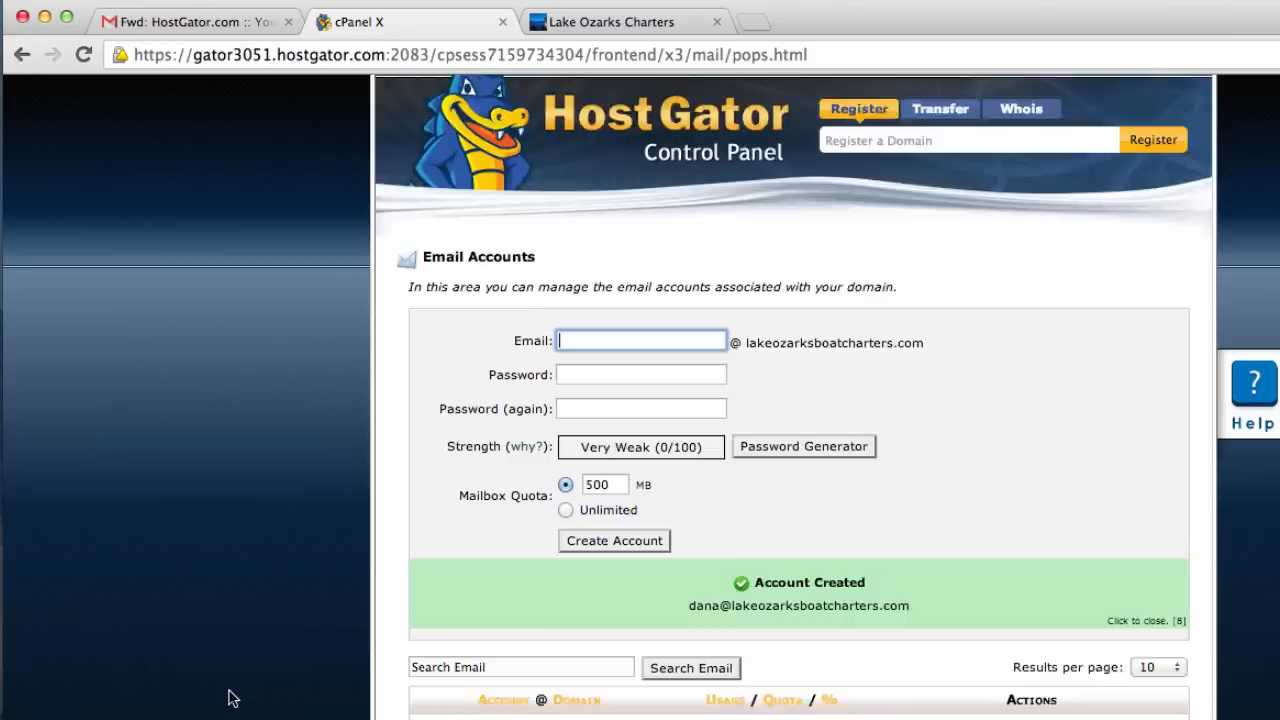 Fwd: HostGator.com :: You
cPanel X
Lake Ozarks Charters
https://gator3051.hostgator.com:2083/cpsess7159734304/frontend/x3/mail/pops.html
HostGator
Control Panel
Register Transfer Whois
Register a Domain Register
Email Accounts
In this area you can manage the email accounts associated with your domain.
Email: @ lakeozarksboatcharters.com
Password:
Password (again):
Strength (why?): Very Weak (0/100) Password Generator
Mailbox Quota: 500 MB
Unlimited
Create Account
Account Created
dana@lakeozarksboatcharters.com
Click to close. [8]
? Help
Search Email Search Email Results per page: 10
Account @ Domain Usage / Quota / % Actions